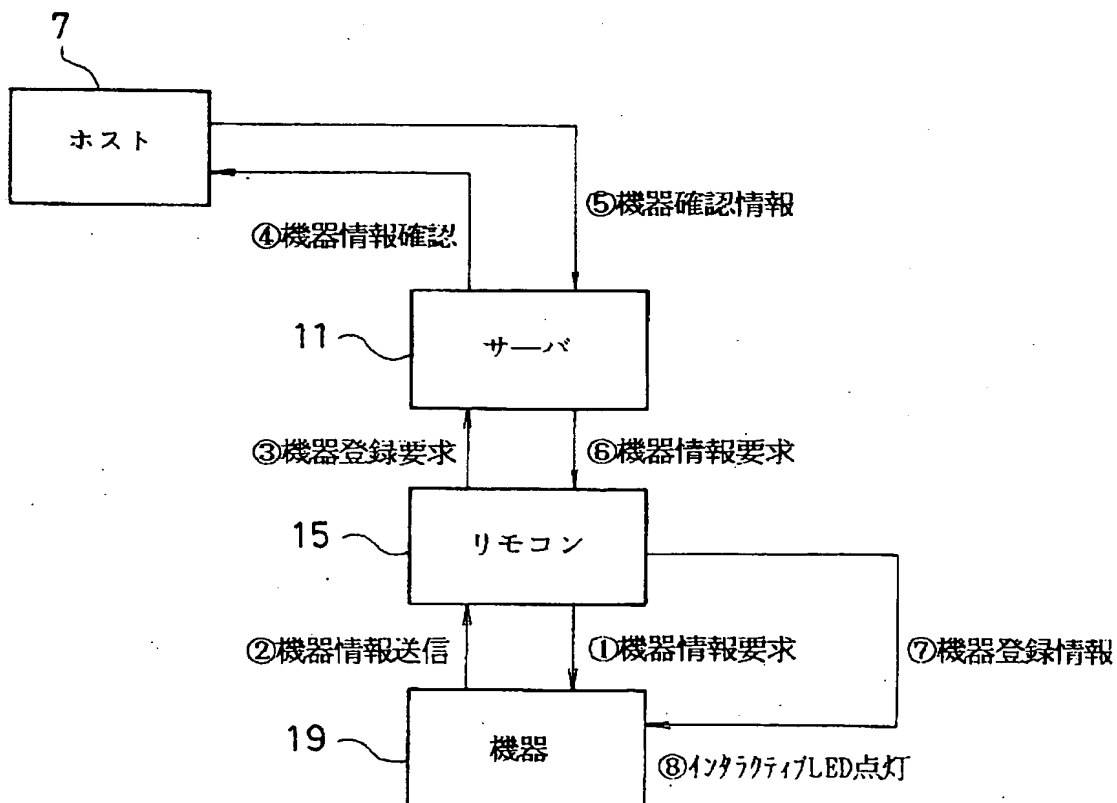 7
ホスト
⑤機器確認情報
④機器情報確認
11
サーバ
③機器登録要求
⑥機器情報要求
15
リモコン
②機器情報送信
①機器情報要求
⑦機器登録情報
19
機器
⑧インタラクティブLED点灯